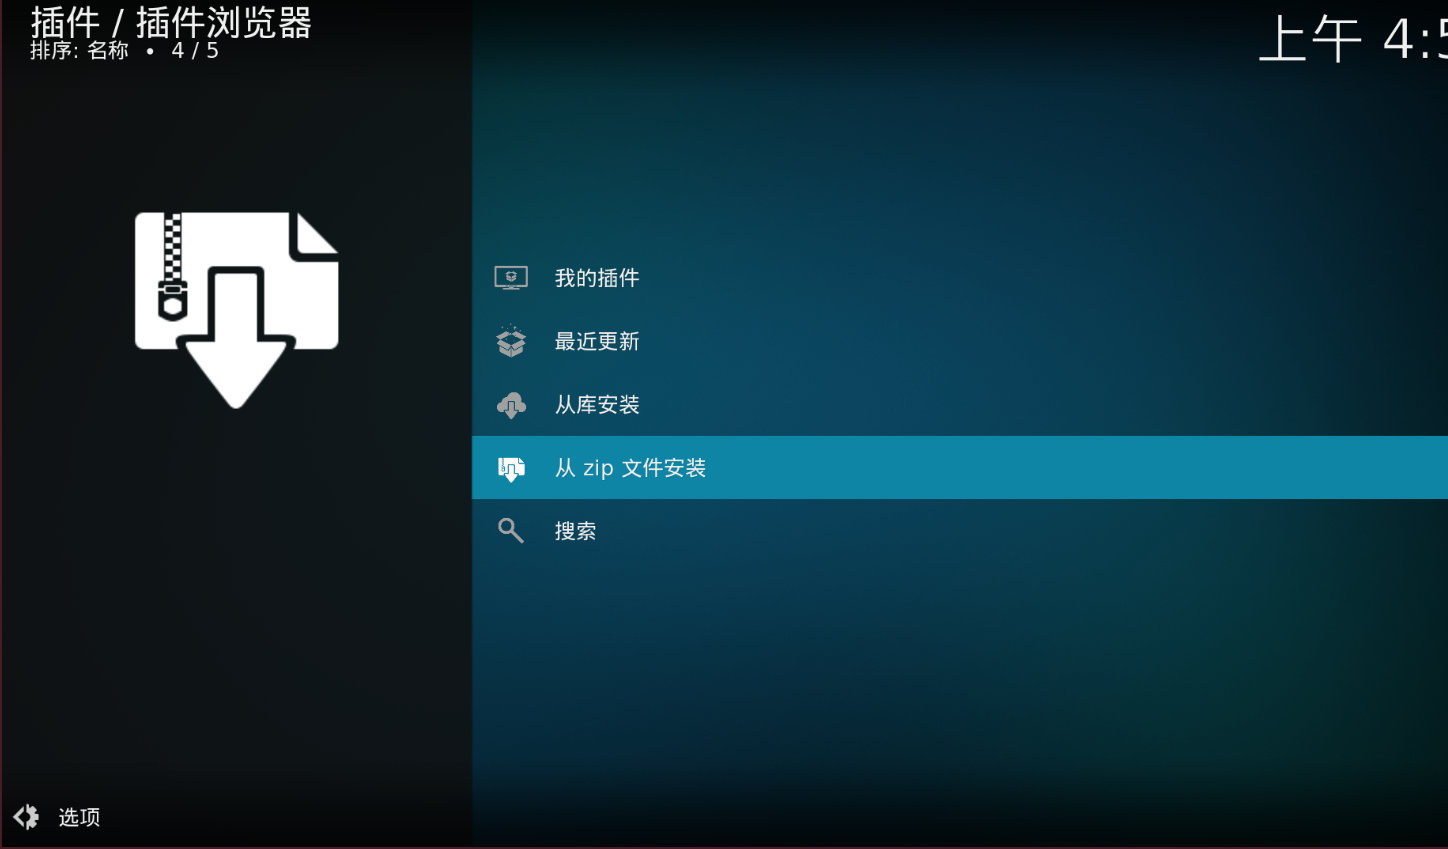 插件 / 插件浏览器
排序: 名称 • 4 / 5
上午 4:5
我的插件
最近更新
从库安装
从 zip 文件安装
搜索
选项